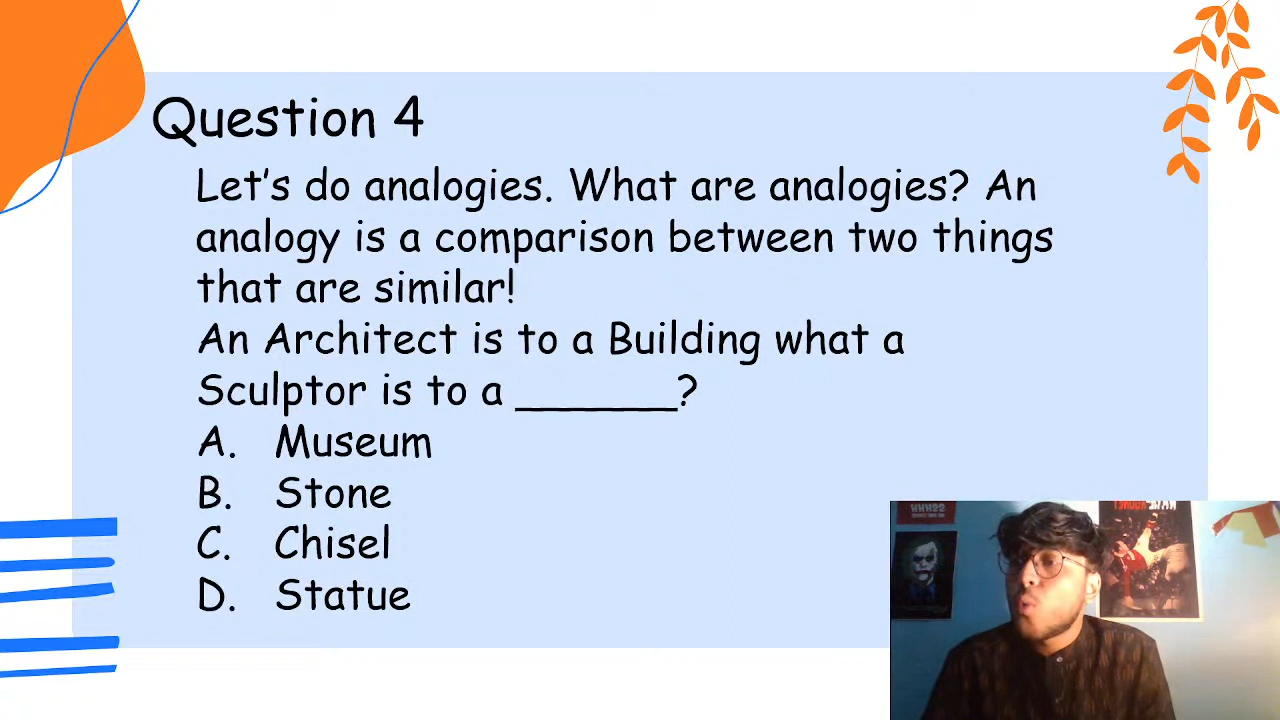 Question 4
Let's do analogies. What are analogies? An
analogy is a comparison between two things
that are similar!
An Architect is to a Building what a
Sculptor is to a ______?
A. Museum
B. Stone
C. Chisel
D. Statue